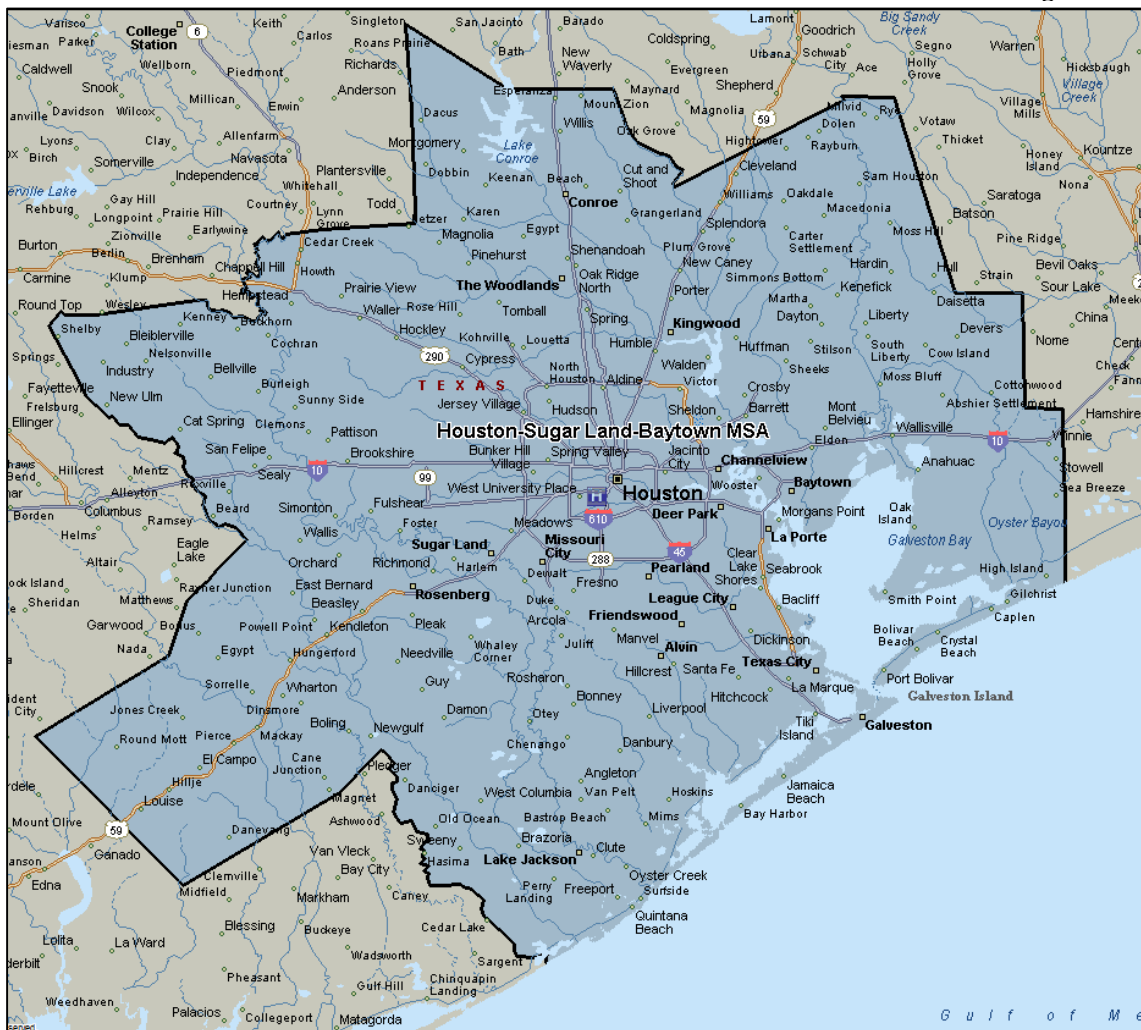 Varisco
Keith
Singleton
San Jacinto
Barado
Lamont
Goodrich
Big Sandy
Creek
Segno
Warren
Parker
College
Station
6
Carlos
Roans Prairie
Bath
New
Waverly
Coldspring
Urbana
Schwab
City
Ace
Holly
Grove
Hicksbaugh
Caldwell
Wellborn
Piedmont
Richards
Evergreen
Shepherd
Village
Creek
Snook
Millican
Erwin
Anderson
Esperanza
Maynard
Magnolia
Village
Mills
Davidson
Wilcox
Dacus
Mount Zion
59
Milvid
Rye
Votaw
Lyons
Clay
Allenfarm
Willis
Oak Grove
Hightower
Dolen
Thicket
Birch
Somerville
Navasota
Montgomery
Lake
Conroe
Cleveland
Rayburn
Honey
Island
Kountze
Independence
Plantersville
Dobbin
Keenan
Beach
Cut and
Shoot
Sam Houston
Nona
erville Lake
Whitehall
Conroe
Williams
Oakdale
Saratoga
Gay Hill
Courtney
Todd
Karen
Grangerland
Macedonia
Batson
Rehburg
Longpoint
Prairie Hill
Lynn
Grove
etzer
Egypt
Splendora
Moss Hill
Zionville
Earlywine
Magnolia
Shenandoah
Carter
Settlement
Pine Ridge
Burton
Berlin
Brenham
Cedar Creek
Pinehurst
Plum Grove
Carmine
Klump
Chappell Hill
Howth
Oak Ridge
North
New Caney
Hardin
Hull
Bevil Oaks
Hempstead
Prairie View
The Woodlands
Simmons Bottom
Strain
Sour Lake
Round Top
Wesley
Waller
Rose Hill
Tomball
Porter
Martha
Kenefick
Daisetta
Shelby
Kenney
Buckhorn
Hockley
Spring
Dayton
Liberty
China
Bleiblerville
Kohrville
Louetta
Kingwood
Devers
Nome
Cochran
290
Humble
Huffman
Stilson
South
Liberty
Springs
Nelsonville
Cypress
Walden
Cow Island
Industry
Bellville
North
Houston
Aldine
Victor
Sheeks
Check
Fayetteville
Burleigh
TEXAS
Crosby
Moss Bluff
Cottonwood
New Ulm
Sunny Side
Jersey Village
Hudson
Sheldon
Barrett
Abshier Settlement
Frelsburg
Ellinger
Cat Spring
Clemons
Mont
Belvieu
Hamshire
Pattison
Houston-Sugar Land-Baytown MSA
Wallisville
San Felipe
Brookshire
Bunker Hill
Village
Spring Valley
Jacinto
City
Eldon
10
Winnie
Hillcrest
Mentz
Sealy
10
Channelview
Anahuac
Stowell
Alleyton
Rexville
99
West University Place
H
Houston
Wooster
Baytown
Sea Breeze
Borden
Columbus
Beard
Simonton
Fulshear
Deer Park
Morgans Point
Oak
Island
Ramsey
Foster
Meadows
610
Oyster Bayou
Helms
Wallis
Missouri
City
45
La Porte
Eagle
Lake
Sugar Land
288
Clear
Lake
Shores
Galveston Bay
Altair
Orchard
Richmond
Harlem
Pearland
Seabrook
ock Island
Rayner Junction
East Bernard
Dewalt
Fresno
High Island
Sheridan
Matthews
Beasley
Rosenberg
League City
Bacliff
Smith Point
Gilchrist
Duke
Friendswood
Caplen
Garwood
Bonus
Powell Point
Kendleton
Pleak
Arcola
Bolivar
Beach
Crystal
Beach
Nada
Hungerford
Whaley
Corner
Juliff
Manvel
Alvin
Dickinson
Egypt
Needville
Hillcrest
Santa Fe
Texas City
ident
City
Sorrelle
Guy
Rosharon
La Marque
Port Bolivar
Wharton
Bonney
Hitchcock
Galveston Island
Jones Creek
Dinsmore
Damon
Liverpool
Boling
Otey
Tiki
Island
Galveston
Round Mott
Pierce
Mackay
Newgulf
Chenango
Danbury
El Campo
Cane
Junction
Pledger
Hillje
Angleton
Jamaica
Beach
Louise
Magnet
Danciger
West Columbia
Van Pelt
Hoskins
Bay Harbor
Mount Olive
59
Danevang
Ashwood
Old Ocean
Bastrop Beach
Mims
Ganado
Van Vleck
Sweeny
Brazoria
Clute
Clemville
Bay City
Hasima
Lake Jackson
Edna
Midfield
Oyster Creek
Markham
Caney
Perry
Landing
Freeport
Surfside
Blessing
Buckeye
Quintana
Beach
Lolita
La Ward
Cedar Lake
Wadsworth
Sargent
Pheasant
Gulf Hill
Chinquapin
Landing
Weedhaven
Palacios
Collegeport
Matagorda
Gulf of Me